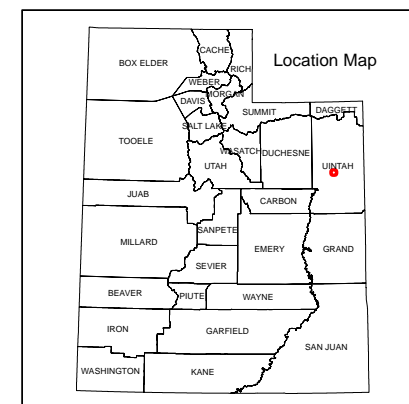 Location Map
BOX ELDER
CACHE
RICH
WEBER
MORGAN
DAVIS
SUMMIT
DAGGETT
SALT LAKE
TOOELE
WASATCH
DUCHESNE
UINTAH
UTAH
JUAB
CARBON
SANPETE
MILLARD
EMERY
GRAND
SEVIER
BEAVER
PIUTE
WAYNE
IRON
GARFIELD
SAN JUAN
WASHINGTON
KANE